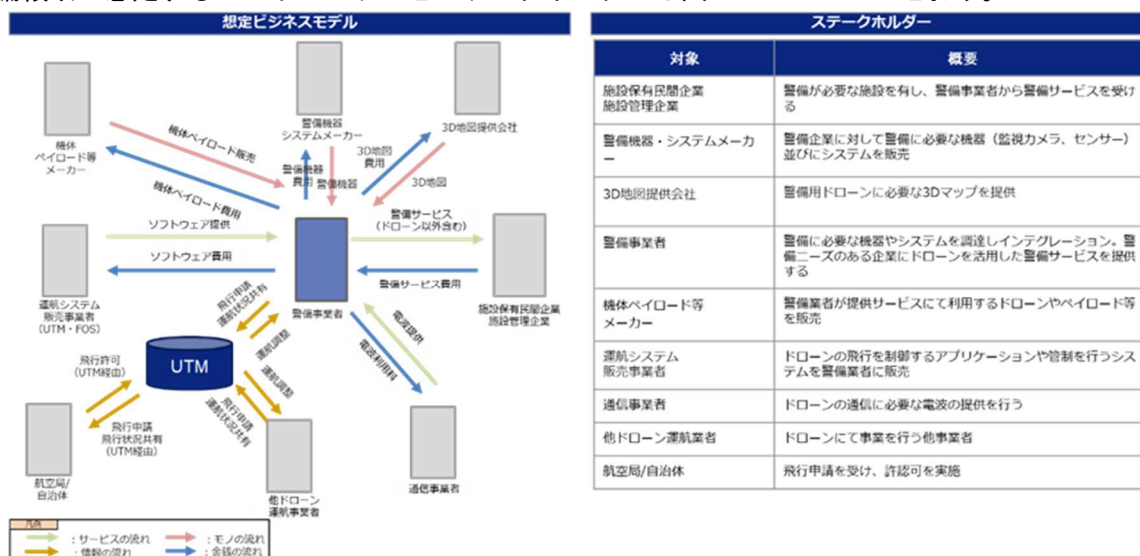 想定ビジネスモデル
機体
ペイロード等
メーカー
警備機器
システムメーカー
3D地図提供会社
機体ペイロード販売
機体ペイロード費用
警備機器
費用
警備機器
3D地図
費用
3D地図
ソフトウェア提供
ソフトウェア費用
警備サービス
(ドローン以外含む)
警備サービス費用
運航システム
販売事業者
(UTM・FOS)
警備事業者
施設保有民間企業
施設管理企業
飛行申請
運航状況共有
運航調整
電波提供
電波利用料
UTM
飛行許可
(UTM経由)
運航調整
飛行申請
運航状況共有
飛行申請
飛行状況共有
(UTM経由)
航空局/
自治体
他ドローン
運航事業者
通信事業者
凡例
:サービスの流れ
:モノの流れ
:情報の流れ
:金銭の流れ
ステークホルダー
対象
概要
施設保有民間企業
施設管理企業
警備が必要な施設を有し、警備事業者から警備サービスを受け
る
警備機器・システムメーカ
ー
警備企業に対して警備に必要な機器（監視カメラ、センサー）
並びにシステムを販売
3D地図提供会社
警備用ドローンに必要な3Dマップを提供
警備事業者
警備に必要な機器やシステムを調達しインテグレーション。警
備ニーズのある企業にドローンを活用した警備サービスを提供
する
機体ペイロード等
メーカー
警備業者が提供サービスにて利用するドローンやペイロード等
を販売
運航システム
販売事業者
ドローンの飛行を制御するアプリケーションや管制を行うシス
テムを警備業者に販売
通信事業者
ドローンの通信に必要な電波の提供を行う
他ドローン運航業者
ドローンにて事業を行う他事業者
航空局/自治体
飛行申請を受け、許認可を実施